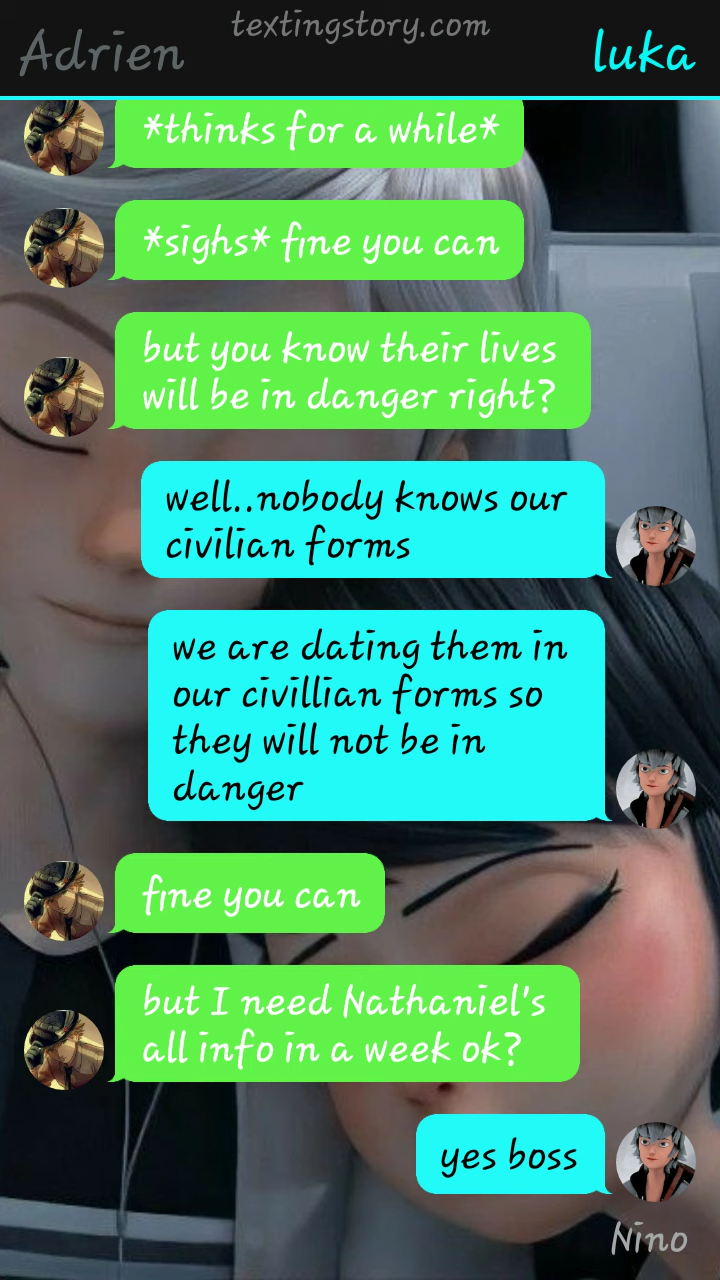 textingstory.com
Adrien
luka
*thinks for a while*
*sighs* fine you can
but you know their lives
will be in danger right?
well..nobody knows our
civilian forms
we are dating them in
our civillian forms so
they will not be in
danger
fine you can
but I need Nathaniel's
all info in a week ok?
yes boss
Nino